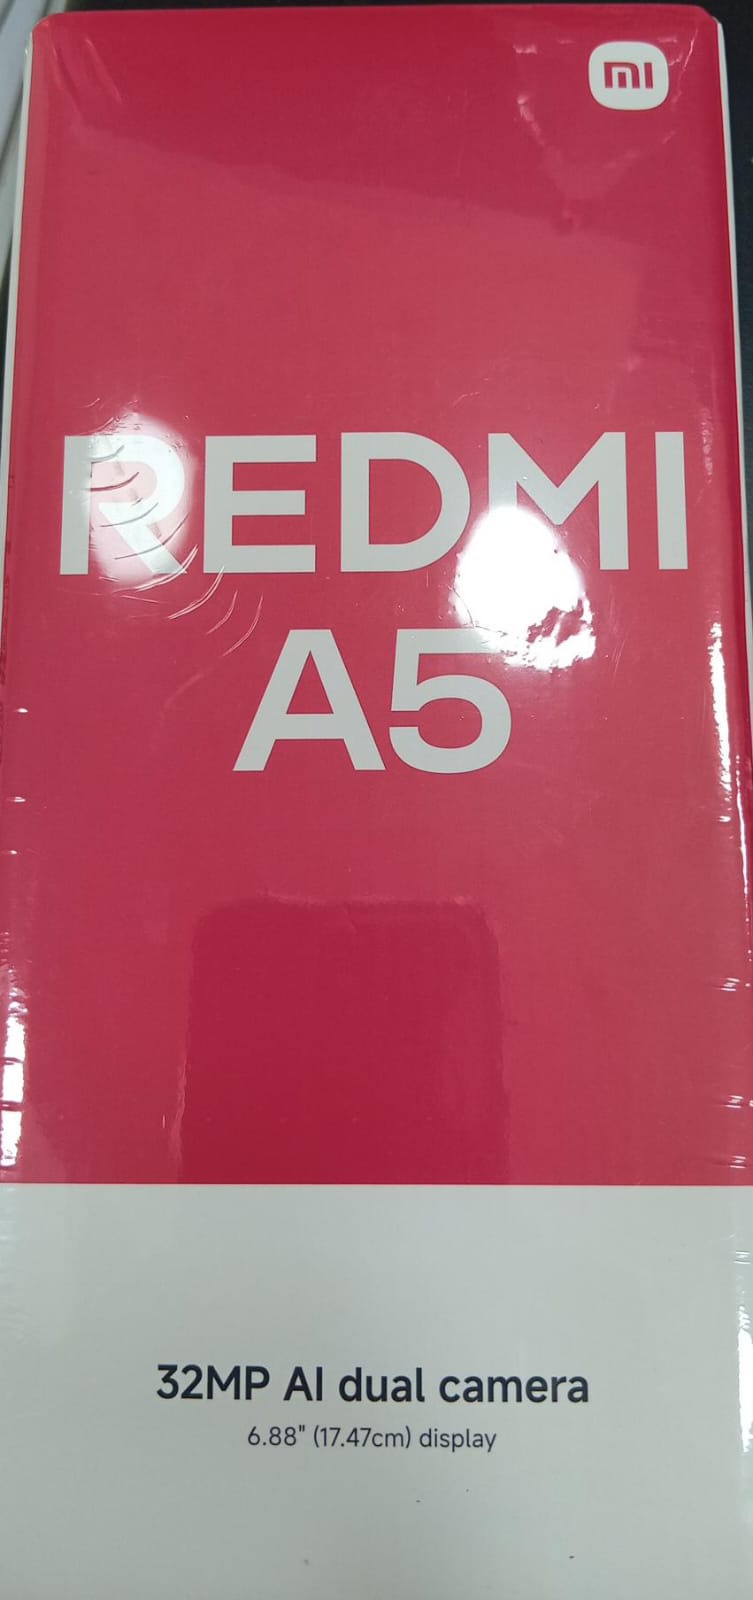 mi
REDMI
A5
32MP AI dual camera
6.88" (17.47cm) display